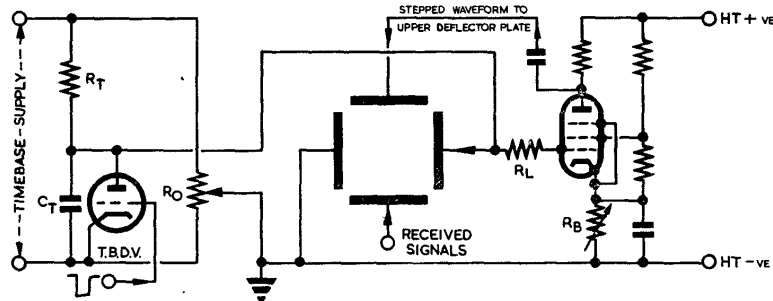 STEPPED WAVEFORM TO
UPPER DEFLECTOR PLATE
HT+ VE
TIMEBASE-SUPPLY
RT
CT
T.B.D.V.
RO
RL
RB
RECEIVED
SIGNALS
HT-VE